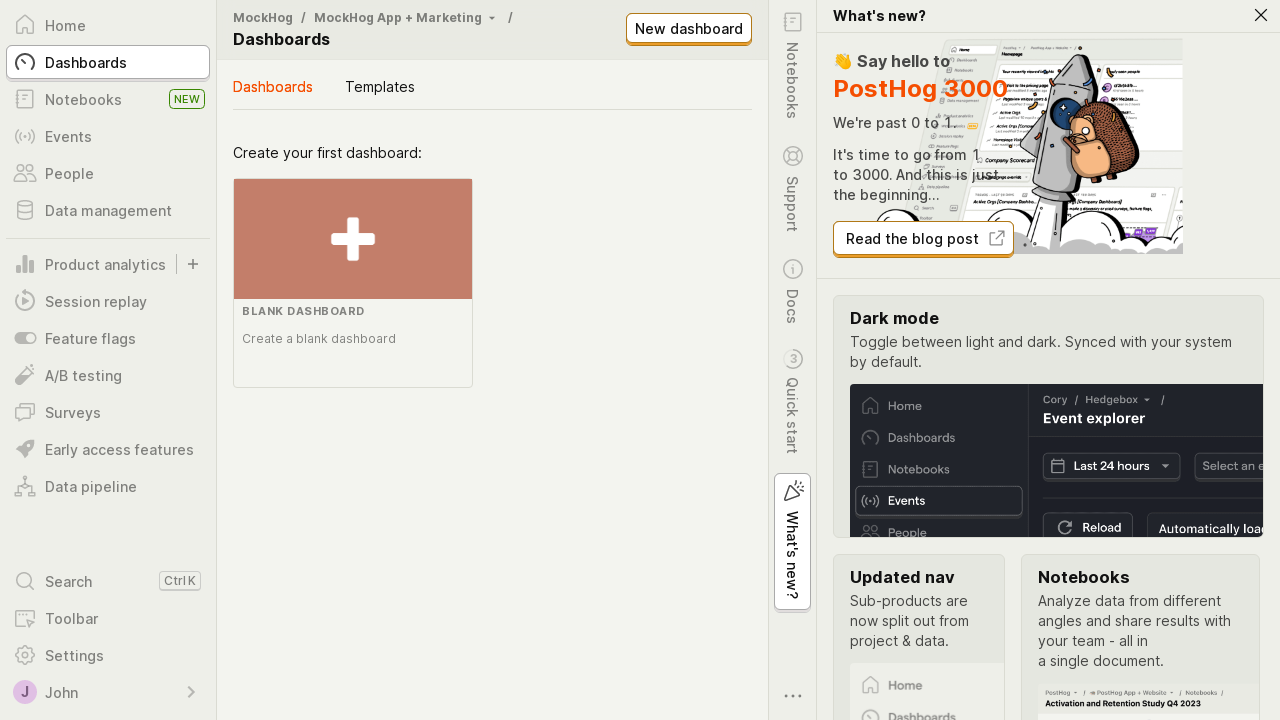 Home
Dashboards
Notebooks
NEW
Events
People
Data management
Product analytics
Session replay
Feature flags
A/B testing
Surveys
Early access features
Data pipeline
Search
Ctrl K
Toolbar
Settings
J
John
MockHog / MockHog App + Marketing /
Dashboards
New dashboard
Dashboards
Templates
Create your first dashboard:
BLANK DASHBOARD
Create a blank dashboard
Notebooks
Support
Docs
3
Quick start
What's new?
What's new?
👋 Say hello to
PostHog 3000
We're past 0 to 1.
It's time to go from 1
to 3000. And this is just
the beginning...
Read the blog post
Dark mode
Toggle between light and dark. Synced with your system
by default.
Home
Dashboards
Notebooks
Events
People
Cory / Hedgebox /
Event explorer
Last 24 hours
Select an e
Reload
Automatically load
Updated nav
Sub-products are
now split out from
project & data.
Home
Dashboards
Notebooks
Analyze data from different
angles and share results with
your team - all in
a single document.
PostHog / PostHog App + Website / Notebooks /
Activation and Retention Study Q4 2023